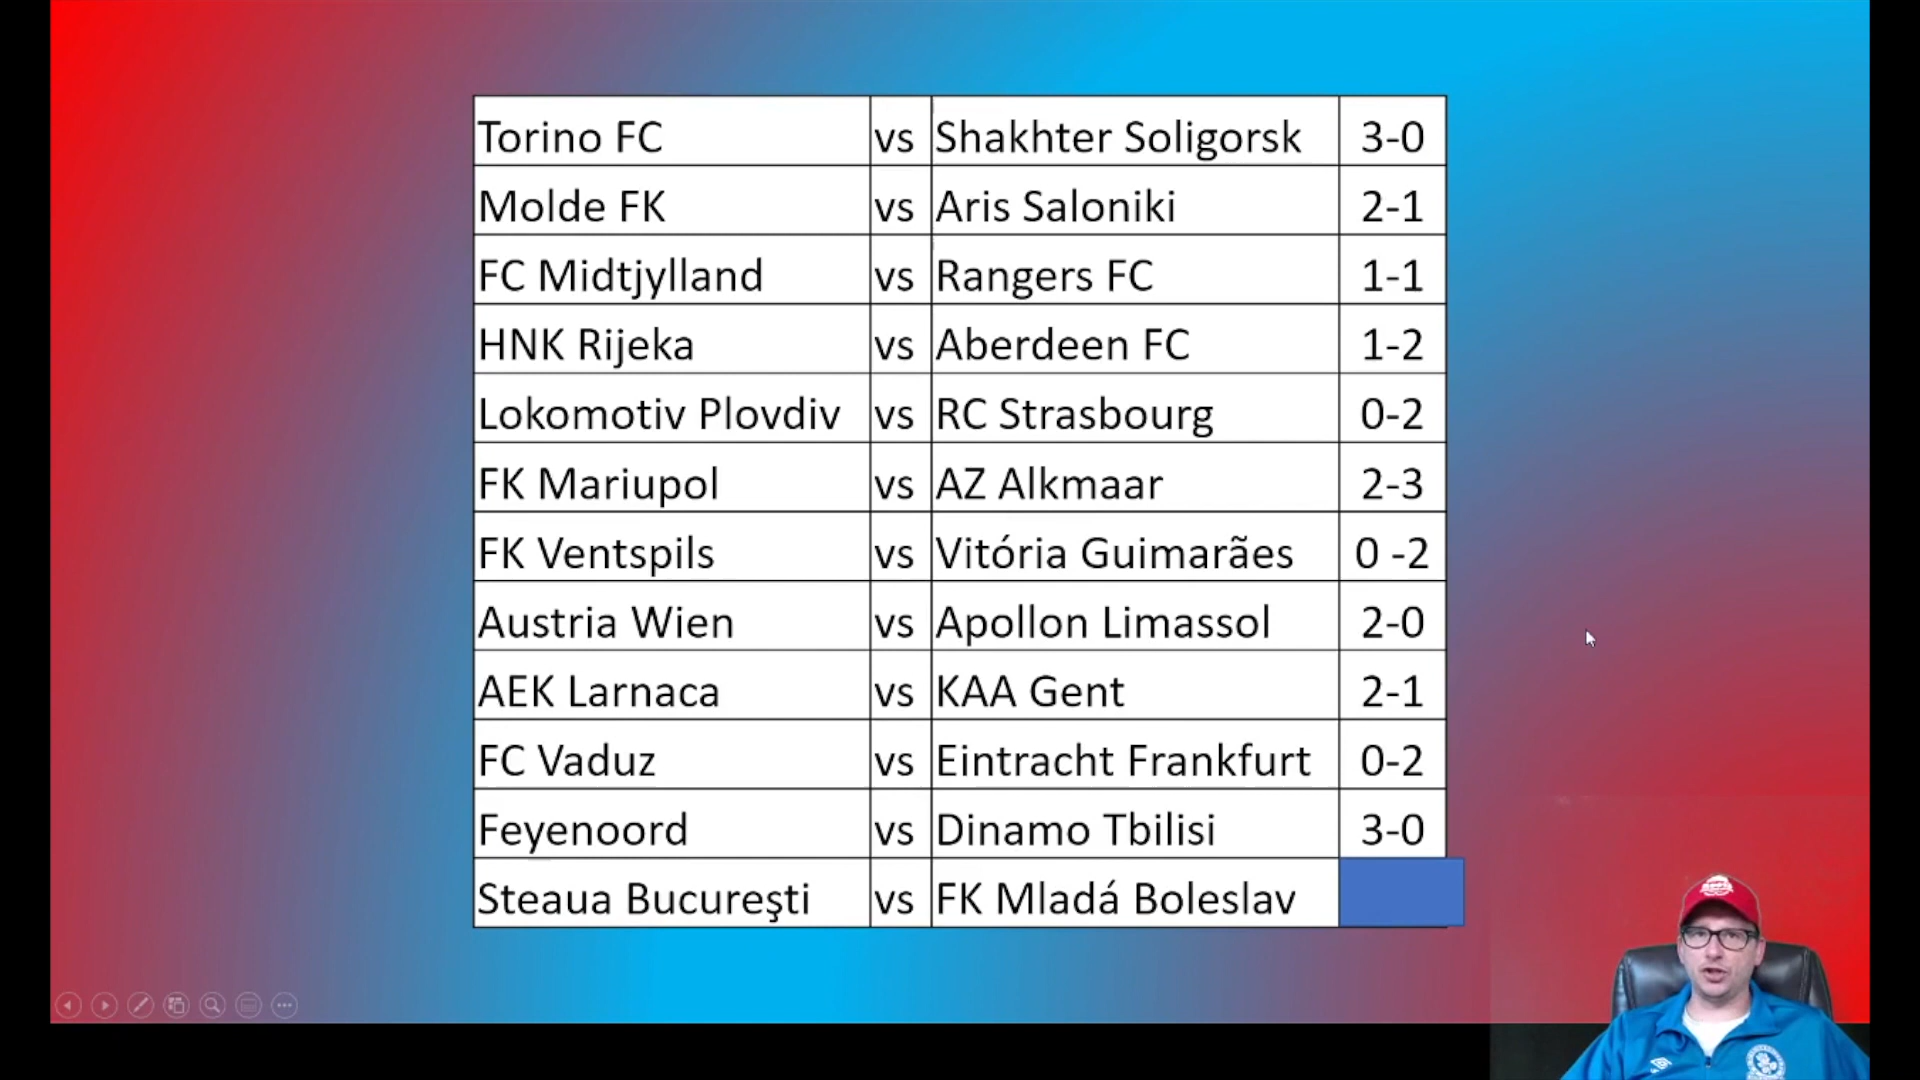 Torino FC vs Shakhter Soligorsk 3-0
Molde FK vs Aris Saloniki 2-1
FC Midtjylland vs Rangers FC 1-1
HNK Rijeka vs Aberdeen FC 1-2
Lokomotiv Plovdiv vs RC Strasbourg 0-2
FK Mariupol vs AZ Alkmaar 2-3
FK Ventspils vs Vitória Guimarães 0 -2
Austria Wien vs Apollon Limassol 2-0
AEK Larnaca vs KAA Gent 2-1
FC Vaduz vs Eintracht Frankfurt 0-2
Feyenoord vs Dinamo Tbilisi 3-0
Steaua Bucureşti vs FK Mladá Boleslav